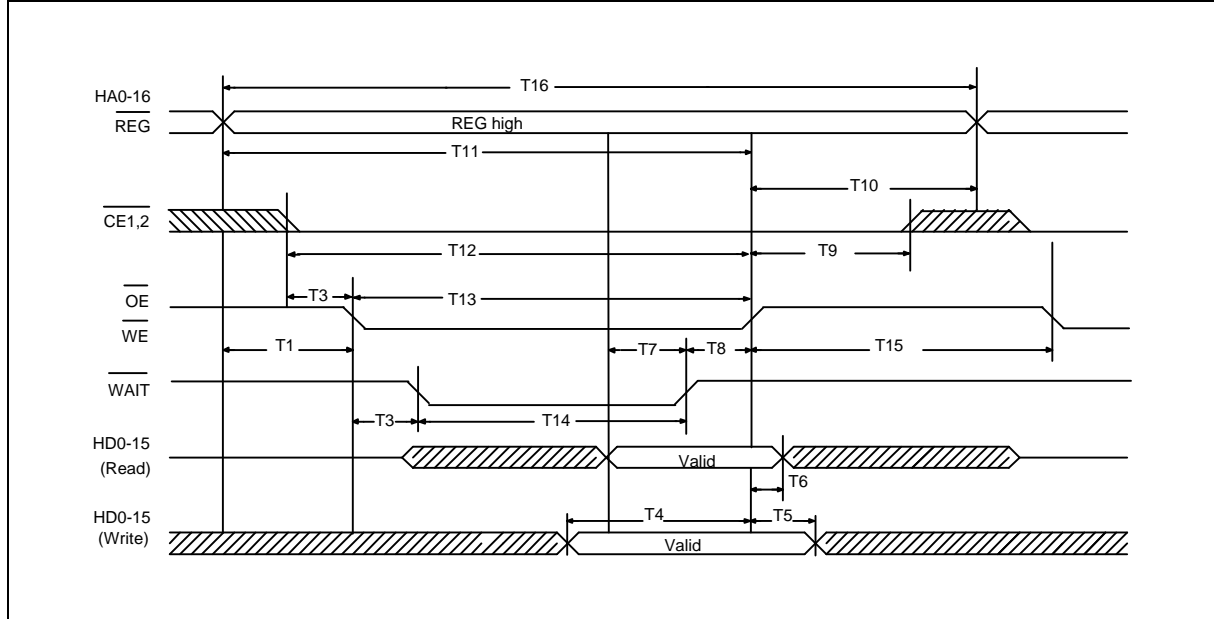 T16
HA0-16
REG
REG high
T11
T10
CE1,2
T12
T9
OE
T3
T13
WE
T1
T7
T8
T15
WAIT
T3
T14
HD0-15
(Read)
Valid
T6
HD0-15
(Write)
T4
T5
Valid